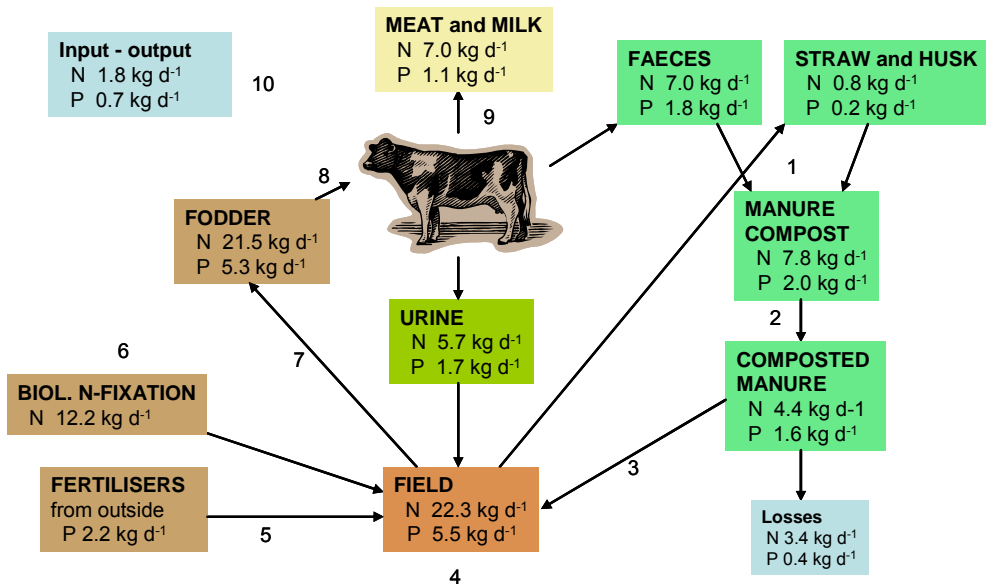 Input - output
N 1.8 kg d-1
P 0.7 kg d-1
10
MEAT and MILK
N 7.0 kg d-1
P 1.1 kg d-1
9
FAECES
N 7.0 kg d-1
P 1.8 kg d-1
STRAW and HUSK
N 0.8 kg d-1
P 0.2 kg d-1
1
8
FODDER
N 21.5 kg d-1
P 5.3 kg d-1
MANURE
COMPOST
N 7.8 kg d-1
P 2.0 kg d-1
2
URINE
N 5.7 kg d-1
P 1.7 kg d-1
COMPOSTED
MANURE
N 4.4 kg d-1
P 1.6 kg d-1
6
7
BIOL. N-FIXATION
N 12.2 kg d-1
3
FERTILISERS
from outside
P 2.2 kg d-1
5
FIELD
N 22.3 kg d-1
P 5.5 kg d-1
4
Losses
N 3.4 kg d-1
P 0.4 kg d-1